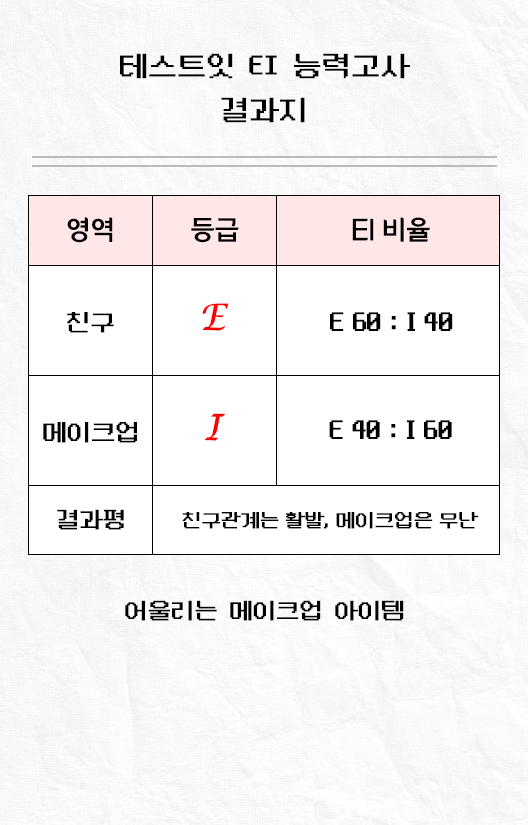 테스트잇 EI 능력고사
결과지
영역 등급 EI 비율
친구 E E 60 : I 40
메이크업 I E 40 : I 60
결과평 친구관계는 활발, 메이크업은 무난
어울리는 메이크업 아이템